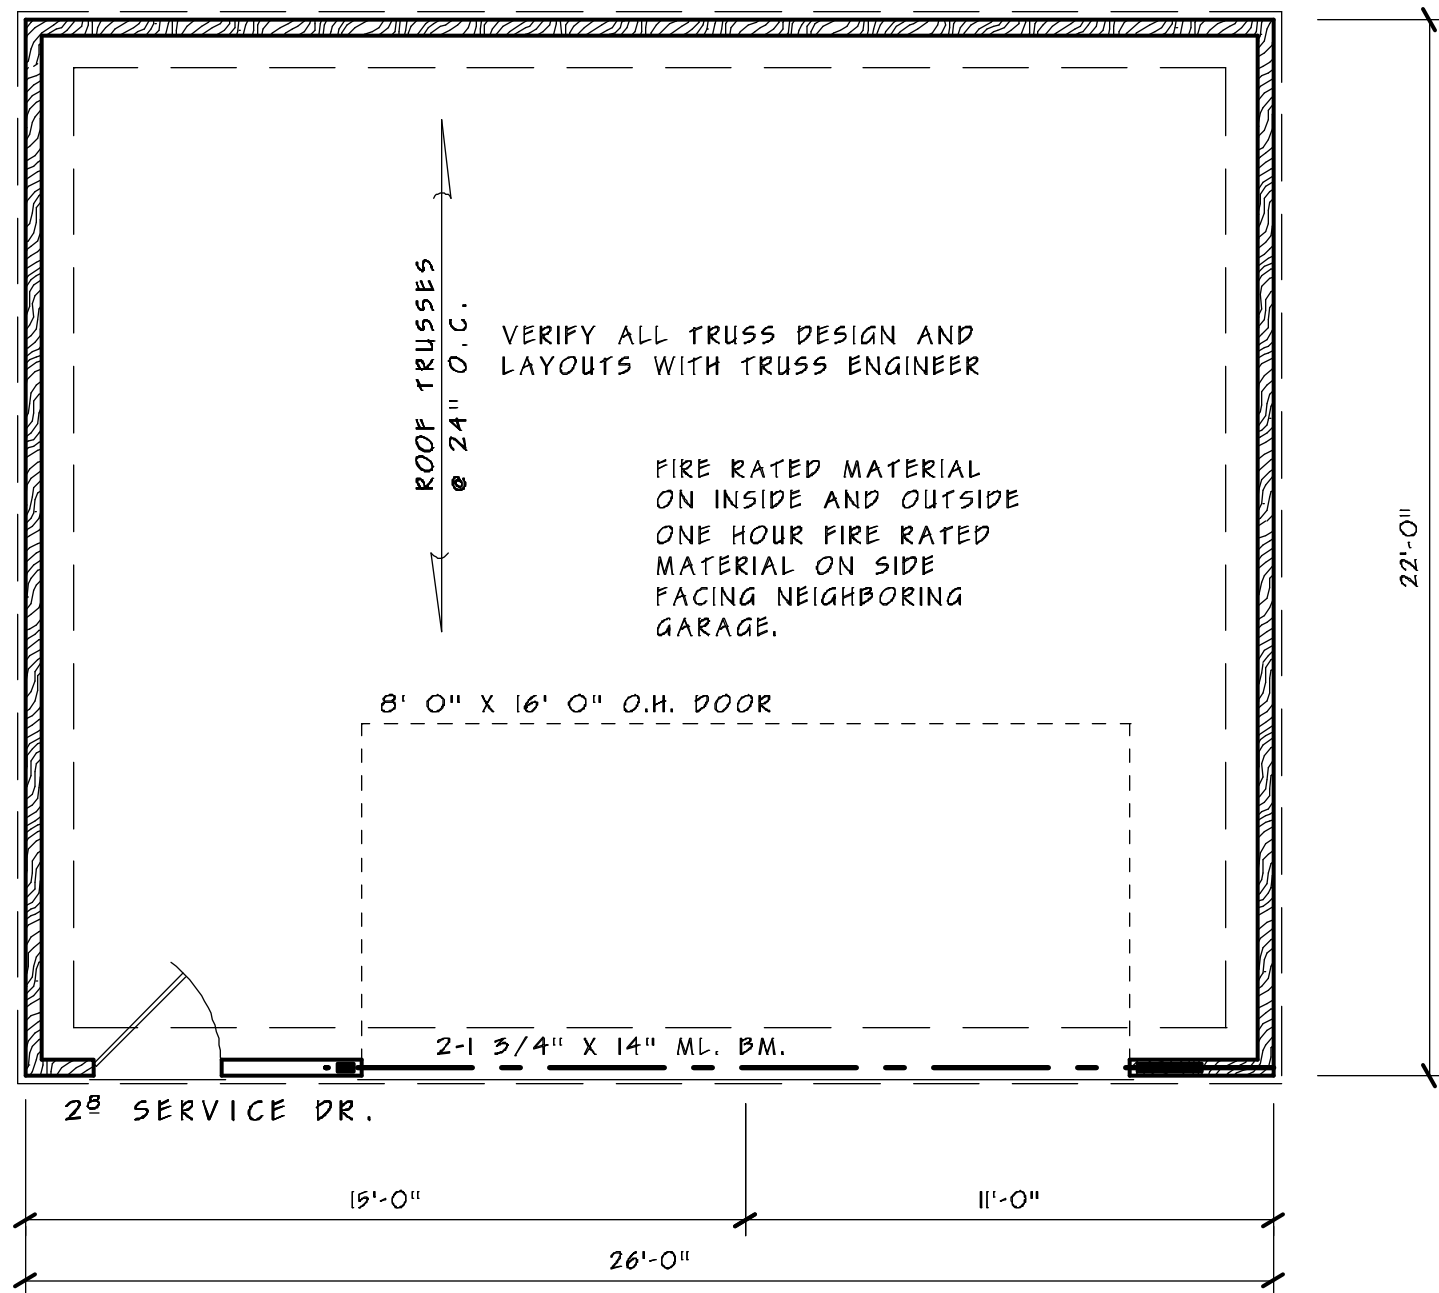 ROOF TRUSSES
@ 24" O.C.
VERIFY ALL TRUSS DESIGN AND
LAYOUTS WITH TRUSS ENGINEER
FIRE RATED MATERIAL
ON INSIDE AND OUTSIDE
ONE HOUR FIRE RATED
MATERIAL ON SIDE
FACING NEIGHBORING
GARAGE.
22'-0"
8' 0" X 16' 0" O.H. DOOR
2-1 3/4" X 14" ML. BM.
2⁸ SERVICE DR.
15'-0"
11'-0"
26'-0"